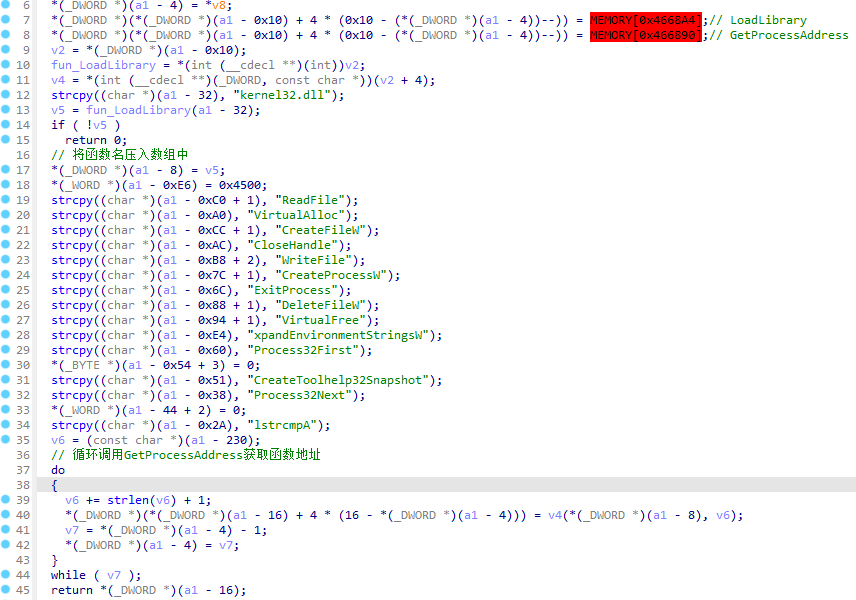 6 *(_DWORD *)(a1 - 4) = *v8;
7 *(_DWORD *)(*(_DWORD *)(a1 - 0x10) + 4 * (0x10 - (*(_DWORD *)(a1 - 4))--)) = MEMORY[0x4668A4];// LoadLibrary
8 *(_DWORD *)(*(_DWORD *)(a1 - 0x10) + 4 * (0x10 - (*(_DWORD *)(a1 - 4))--)) = MEMORY[0x466890];// GetProcessAddress
9 v2 = *(_DWORD *)(a1 - 0x10);
10 fun_LoadLibrary = *(int (__cdecl **)(int))v2;
11 v4 = *(int (__cdecl **)(_DWORD, const char *))(v2 + 4);
12 strcpy((char *)(a1 - 32), "kernel32.dll");
13 v5 = fun_LoadLibrary(a1 - 32);
14 if ( !v5 )
15 return 0;
16 // 将函数名压入数组中
17 *(_DWORD *)(a1 - 8) = v5;
18 *(_WORD *)(a1 - 0xE6) = 0x4500;
19 strcpy((char *)(a1 - 0xC0 + 1), "ReadFile");
20 strcpy((char *)(a1 - 0xA0), "VirtualAlloc");
21 strcpy((char *)(a1 - 0xCC + 1), "CreateFileW");
22 strcpy((char *)(a1 - 0xAC), "CloseHandle");
23 strcpy((char *)(a1 - 0xB8 + 2), "WriteFile");
24 strcpy((char *)(a1 - 0x7C + 1), "CreateProcessW");
25 strcpy((char *)(a1 - 0x6C), "ExitProcess");
26 strcpy((char *)(a1 - 0x88 + 1), "DeleteFileW");
27 strcpy((char *)(a1 - 0x94 + 1), "VirtualFree");
28 strcpy((char *)(a1 - 0xE4), "xpandEnvironmentStringsW");
29 strcpy((char *)(a1 - 0x60), "Process32First");
30 *(_BYTE *)(a1 - 0x54 + 3) = 0;
31 strcpy((char *)(a1 - 0x51), "CreateToolhelp32Snapshot");
32 strcpy((char *)(a1 - 0x38), "Process32Next");
33 *(_WORD *)(a1 - 44 + 2) = 0;
34 strcpy((char *)(a1 - 0x2A), "lstrcmpA");
35 v6 = (const char *)(a1 - 230);
36 // 循环调用GetProcessAddress获取函数地址
37 do
38 {
39 v6 += strlen(v6) + 1;
40 *(_DWORD *)(*(_DWORD *)(a1 - 16) + 4 * (16 - *(_DWORD *)(a1 - 4))) = v4(*(_DWORD *)(a1 - 8), v6);
41 v7 = *(_DWORD *)(a1 - 4) - 1;
42 *(_DWORD *)(a1 - 4) = v7;
43 }
44 while ( v7 );
45 return *(_DWORD *)(a1 - 16);